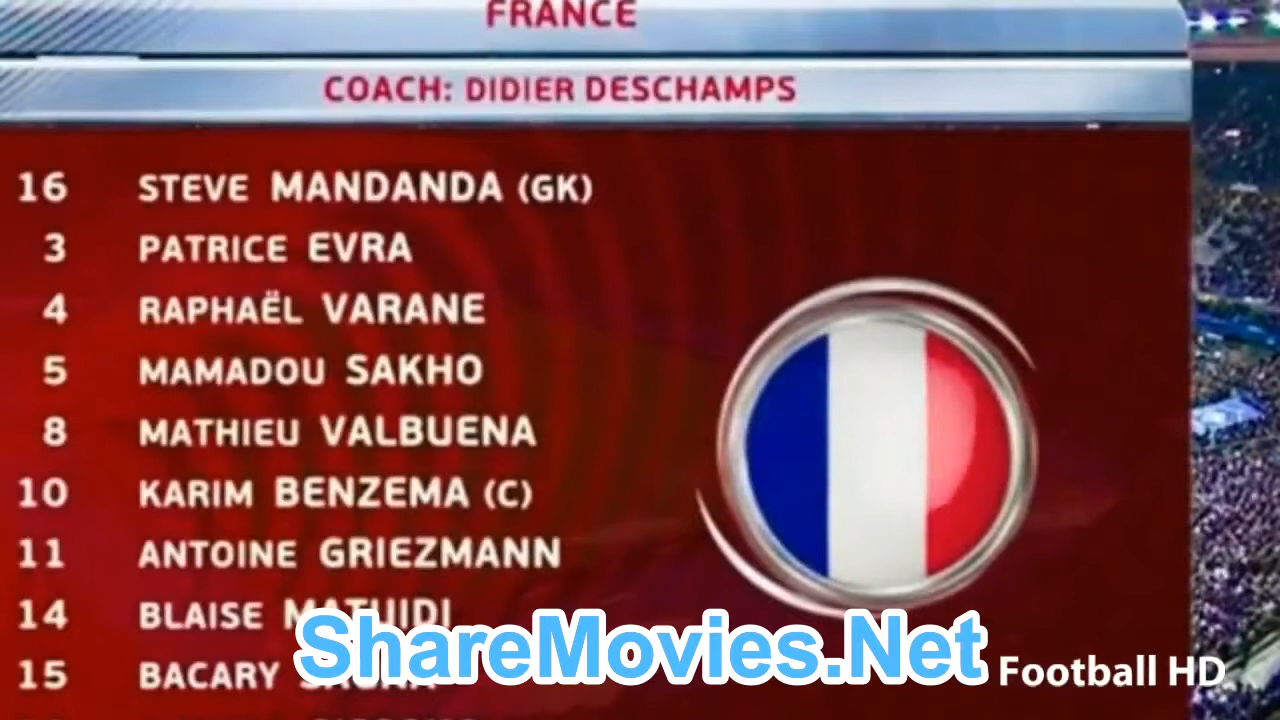 FRANCE
COACH: DIDIER DESCHAMPS
16 STEVE MANDANDA (GK)
3 PATRICE EVRA
4 RAPHAËL VARANE
5 MAMADOU SAKHO
8 MATHIEU VALBUENA
10 KARIM BENZEMA (C)
11 ANTOINE GRIEZMANN
14 BLAISE MATUIDI
15 BACARY
ShareMovies.Net
Football HD